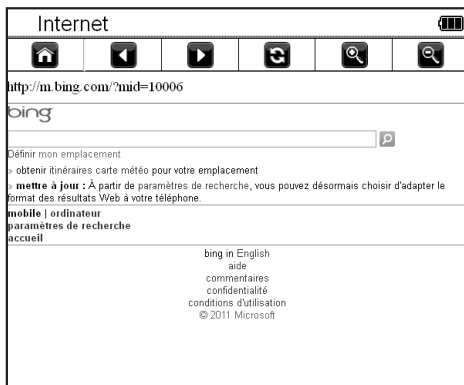 Internet
http://m.bing.com/?mid=10006
bing
Définir mon emplacement
» obtenir itinéraires carte météo pour votre emplacement
» mettre à jour : À partir de paramètres de recherche, vous pouvez désormais choisir d'adapter le
format des résultats Web à votre téléphone.
mobile | ordinateur
paramètres de recherche
accueil
bing in English
aide
commentaires
confidentialité
conditions d'utilisation
© 2011 Microsoft